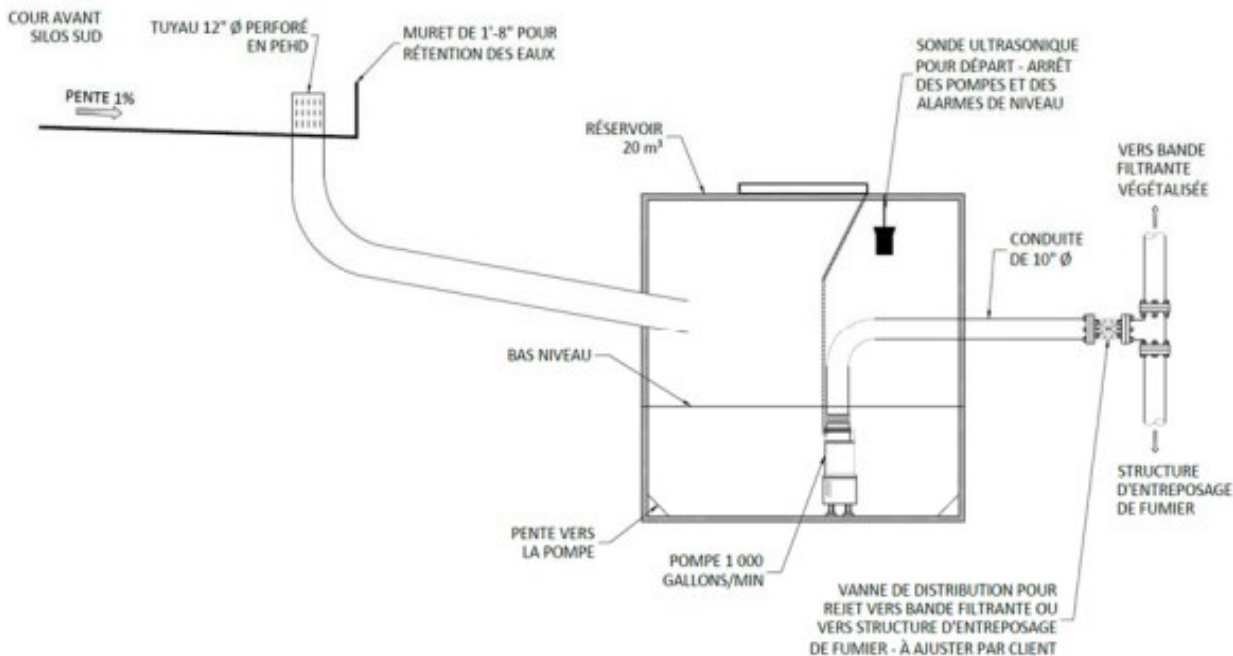 COUR AVANT
SILOS SUD
TUYAU 12" Ø PERFORÉ
EN PEHD
MURET DE 1'-8" POUR
RÉTENTION DES EAUX
PENTE 1%
SONDE ULTRASONIQUE
POUR DÉPART - ARRÊT
DES POMPES ET DES
ALARMES DE NIVEAU
RÉSERVOIR
20 m³
VERS BANDE
FILTRANTE
VÉGÉTALISÉE
CONDUITE
DE 10" Ø
BAS NIVEAU
STRUCTURE
D'ENTREPOSAGE
DE FUMIER
PENTE VERS
LA POMPE
POMPE 1 000
GALLONS/MIN
VANNE DE DISTRIBUTION POUR
REJET VERS BANDE FILTRANTE OU
VERS STRUCTURE D'ENTREPOSAGE
DE FUMIER - À AJUSTER PAR CLIENT